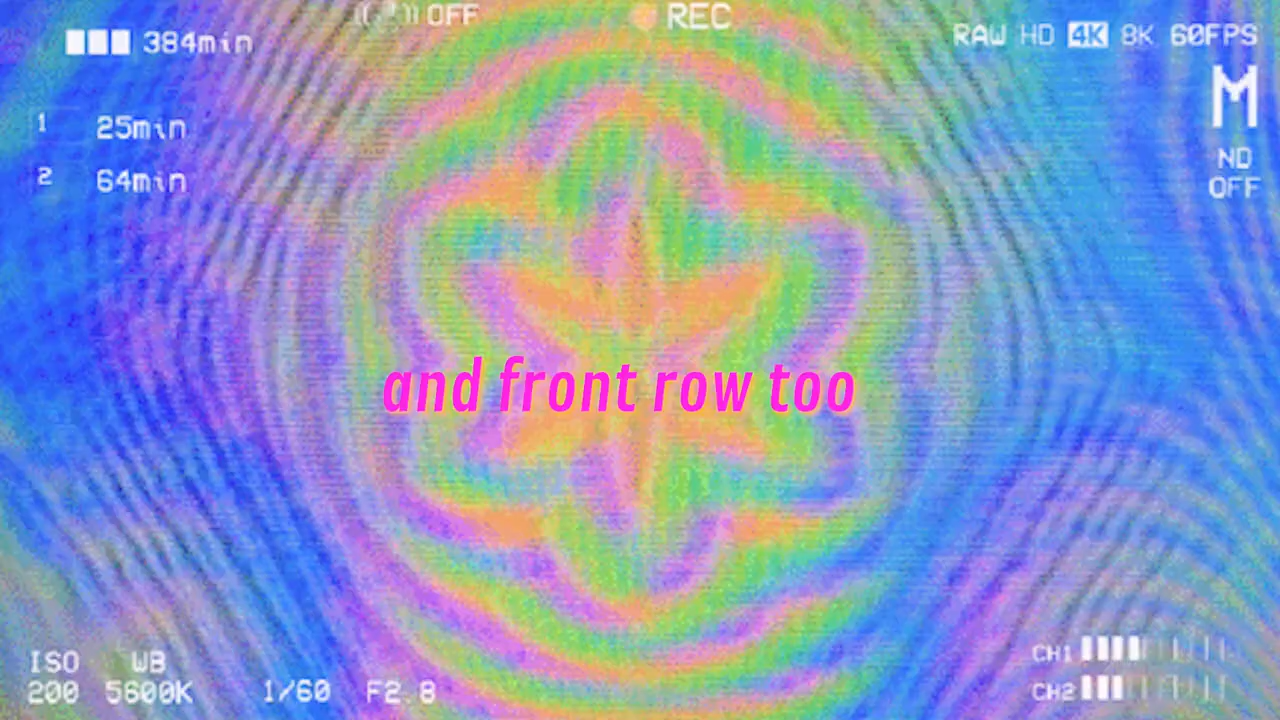 OFF
REC
384min
RAW HD 4K 8K 60FPS
M
1 25min
2 64min
ND
OFF
and front row too
ISO WB
200 5600K 1/60 F2.8
CH1
CH2